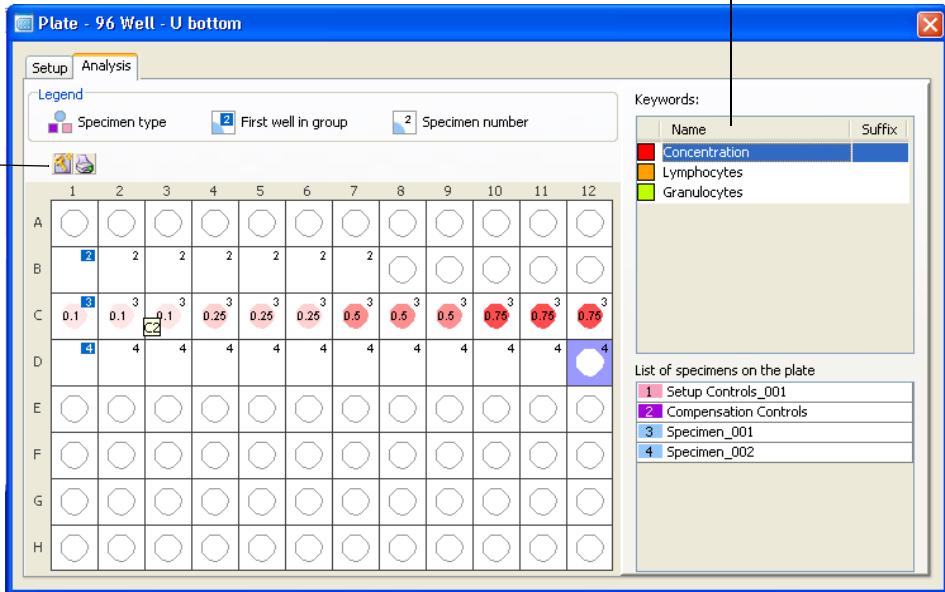 Plate - 96 Well - U bottom
Setup Analysis
Legend
Specimen type 2 First well in group 2 Specimen number
1 2 3 4 5 6 7 8 9 10 11 12
A
B 2 2 2 2 2 2 2
C 3 3 3 3 3 3 3 3 3 3 3 3
0.1 0.1 0.1 0.25 0.25 0.25 0.5 0.5 0.5 0.75 0.75 0.75
C2
D 4 4 4 4 4 4 4 4 4 4 4 4
E
F
G
H
Keywords:
Name Suffix
Concentration
Lymphocytes
Granulocytes
List of specimens on the plate
1 Setup Controls_001
2 Compensation Controls
3 Specimen_001
4 Specimen_002